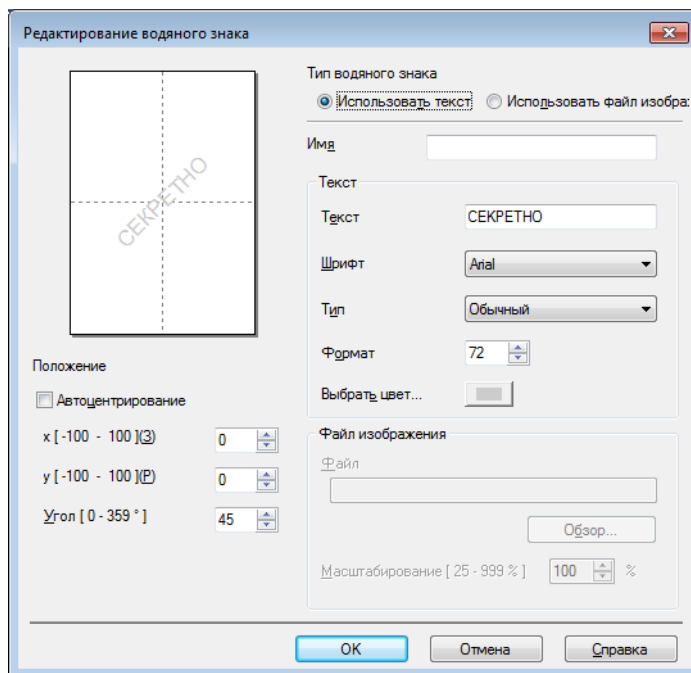 Редактирование водяного знака
СЕКРЕТНО
Положение
Автоцентрирование
x [ -100 - 100 ](З) 0
y [ -100 - 100 ](Р) 0
Угол [ 0 - 359 ° ] 45
Тип водяного знака
Использовать текст Использовать файл изобра:
Имя
Текст
Текст СЕКРЕТНО
Шрифт Arial
Тип Обычный
Формат 72
Выбрать цвет...
Файл изображения
Файл
Обзор...
Масштабирование [ 25 - 999 % ] 100 %
OK Отмена Справка